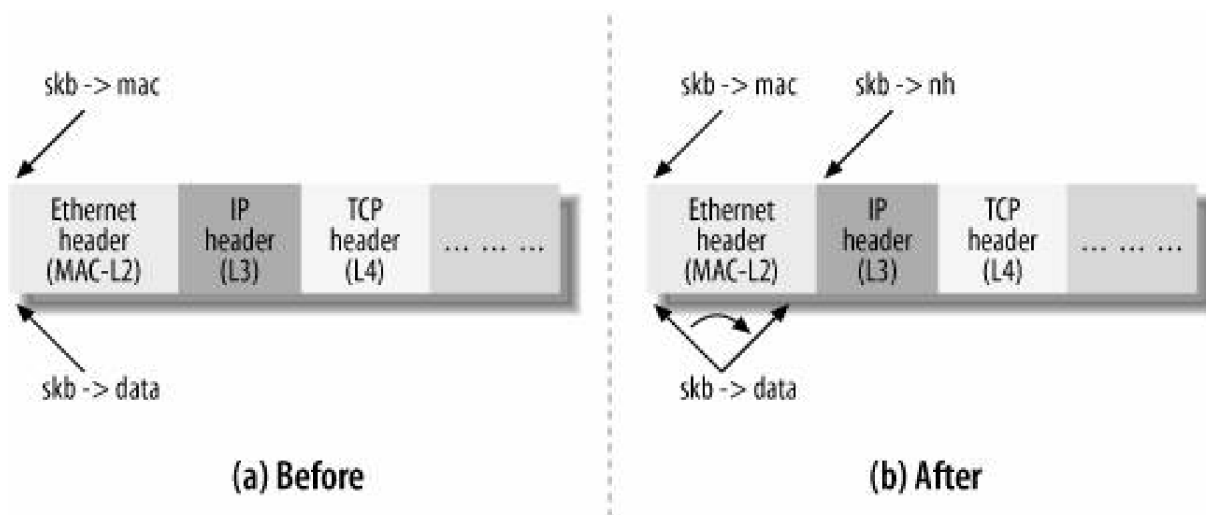 skb -> mac
Ethernet
header
(MAC-L2)
IP
header
(L3)
TCP
header
(L4)
... ... ...
skb -> data
(a) Before
skb -> mac
skb -> nh
Ethernet
header
(MAC-L2)
IP
header
(L3)
TCP
header
(L4)
... ... ...
skb -> data
(b) After